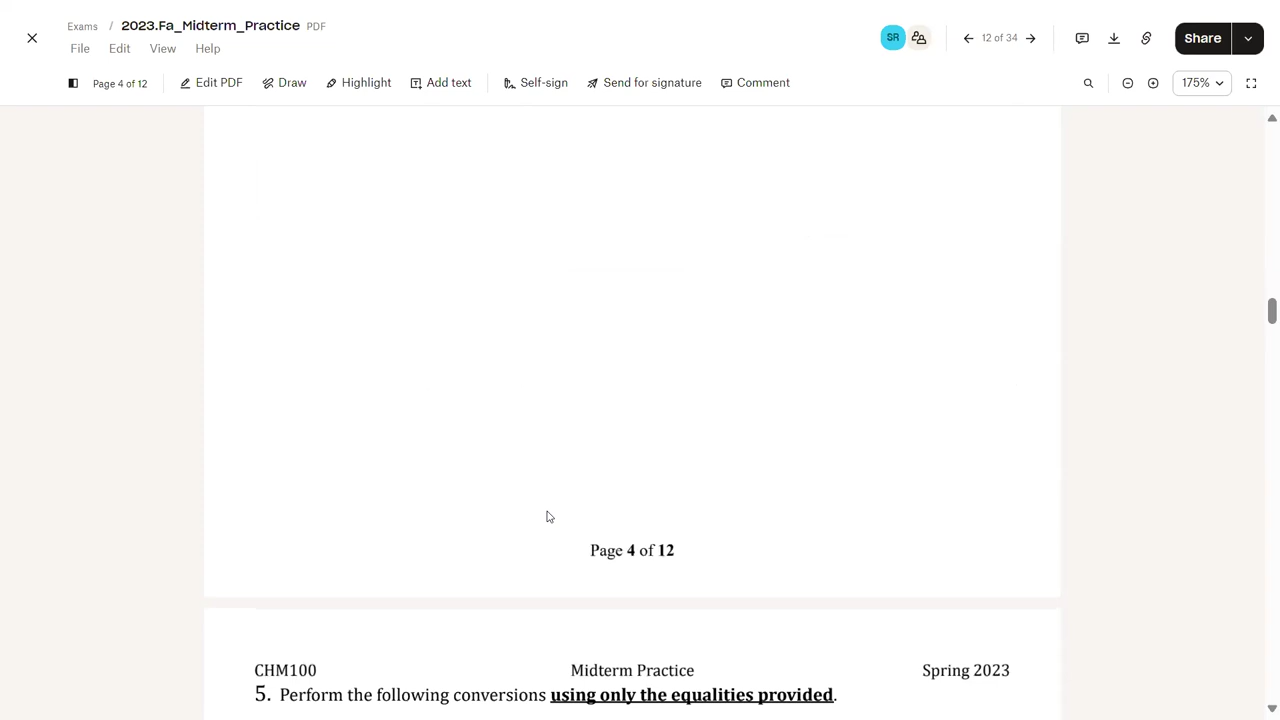 Exams / 2023.Fa_Midterm_Practice PDF
File Edit View Help
SR 12 of 34 Share
Page 4 of 12 Edit PDF Draw Highlight Add text Self-sign Send for signature Comment 175%
Page 4 of 12
CHM100 Midterm Practice Spring 2023
5. Perform the following conversions using only the equalities provided.